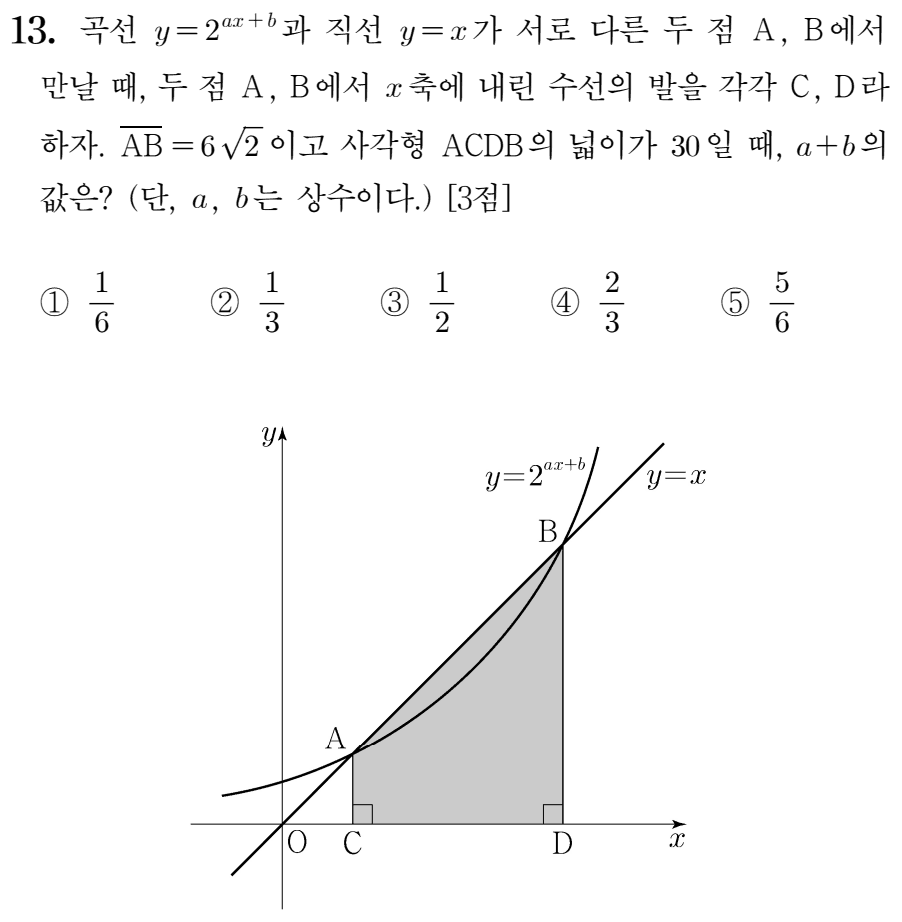 13. 곡선 y=2^{ax+b}과 직선 y=x가 서로 다른 두 점 A, B에서
만날 때, 두 점 A, B에서 x축에 내린 수선의 발을 각각 C, D라
하자. \overline{AB}=6√2이고 사각형 ACDB의 넓이가 30일 때, a+b의
값은? (단, a, b는 상수이다.) [3점]
① 1/6 ② 1/3 ③ 1/2 ④ 2/3 ⑤ 5/6
y
y=2^{ax+b}
y=x
B
A
O C D x